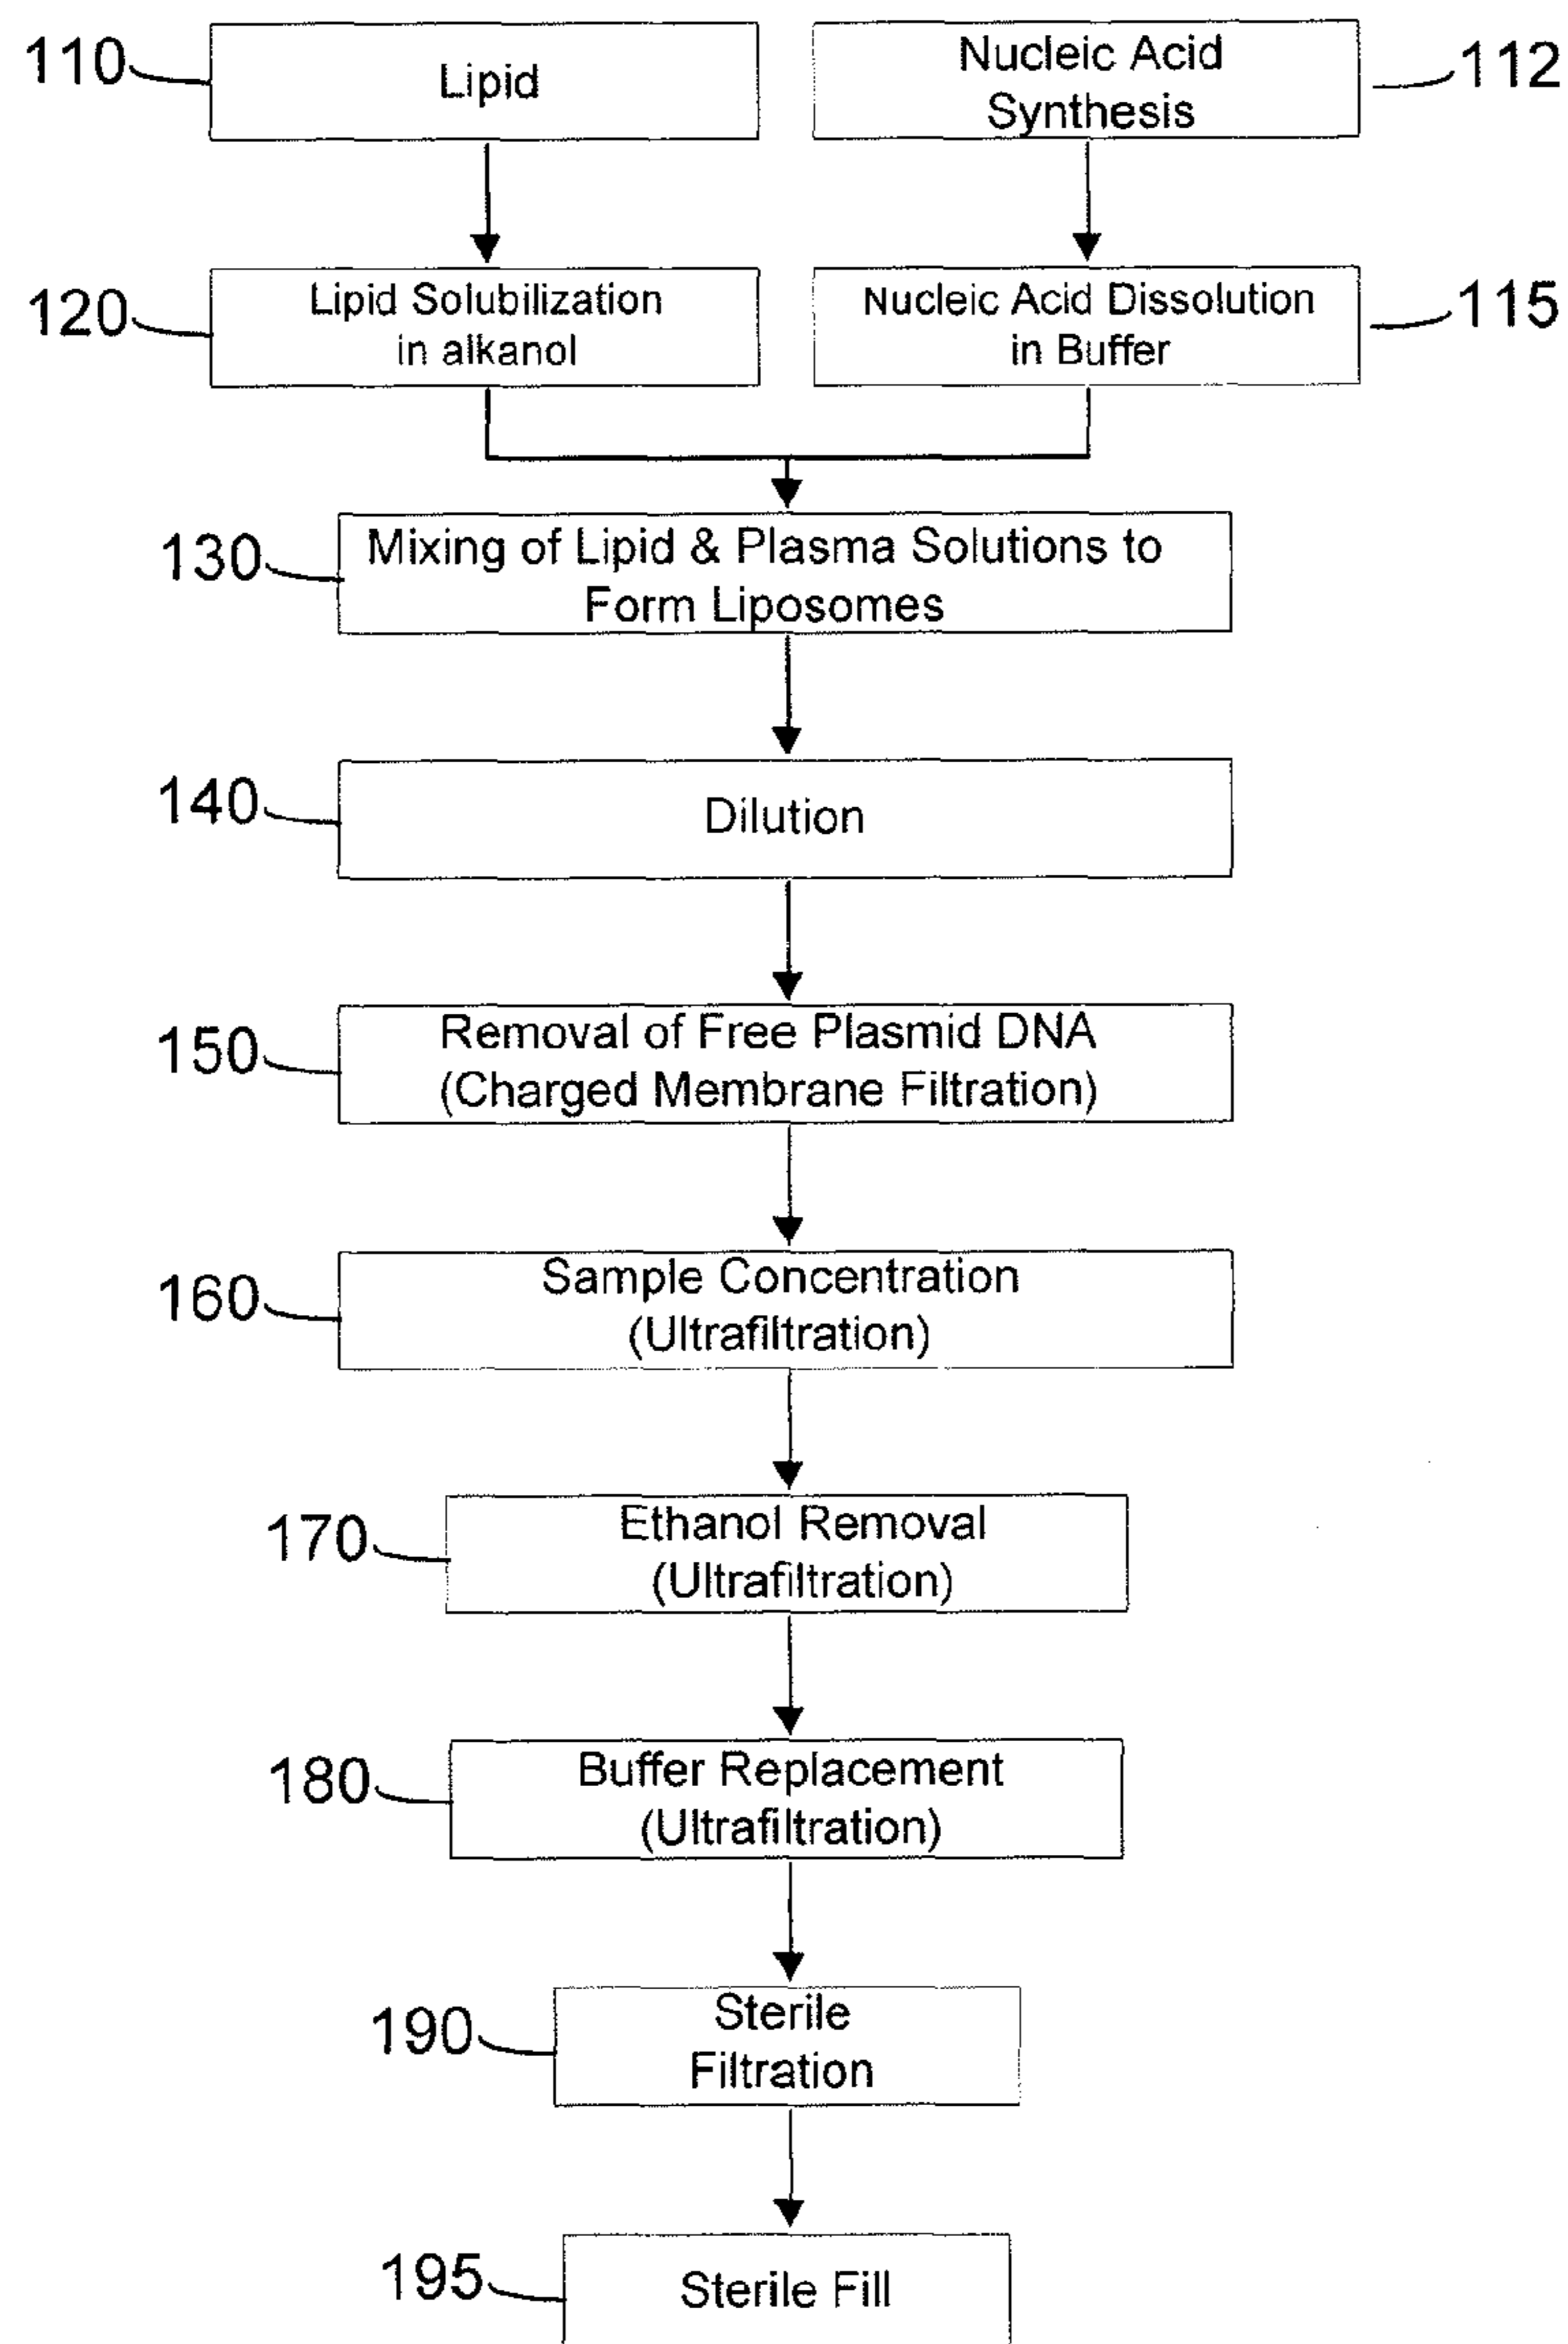 110
Lipid
Nucleic Acid
Synthesis
112
120
Lipid Solubilization
in alkanol
Nucleic Acid Dissolution
in Buffer
115
130
Mixing of Lipid & Plasma Solutions to
Form Liposomes
140
Dilution
150
Removal of Free Plasmid DNA
(Charged Membrane Filtration)
160
Sample Concentration
(Ultrafiltration)
170
Ethanol Removal
(Ultrafiltration)
180
Buffer Replacement
(Ultrafiltration)
190
Sterile
Filtration
195
Sterile Fill